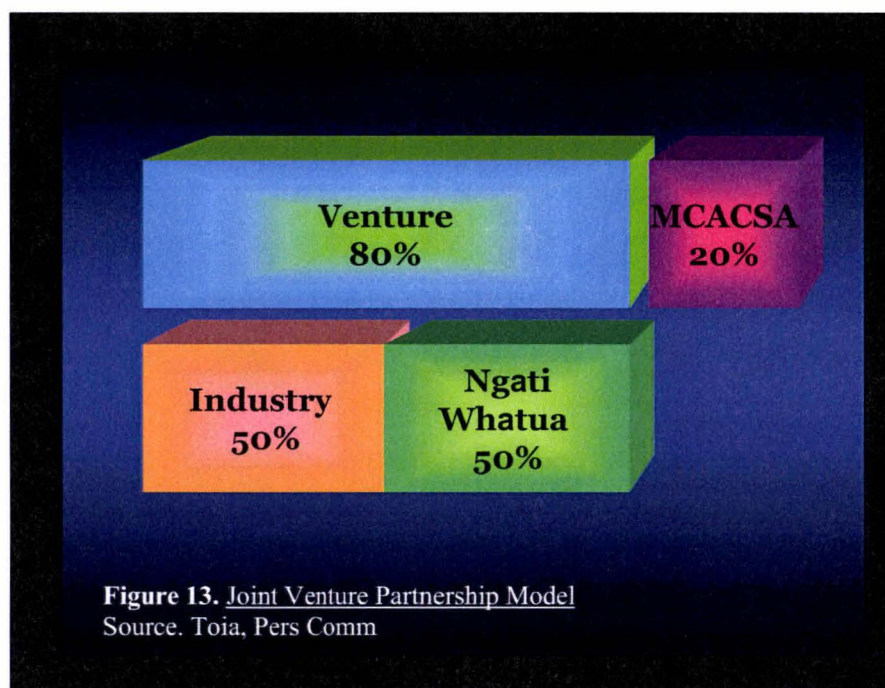 Venture
80%
MCACSA
20%
Industry
50%
Ngati
Whatua
50%
Figure 13. Joint Venture Partnership Model
Source. Toia, Pers Comm